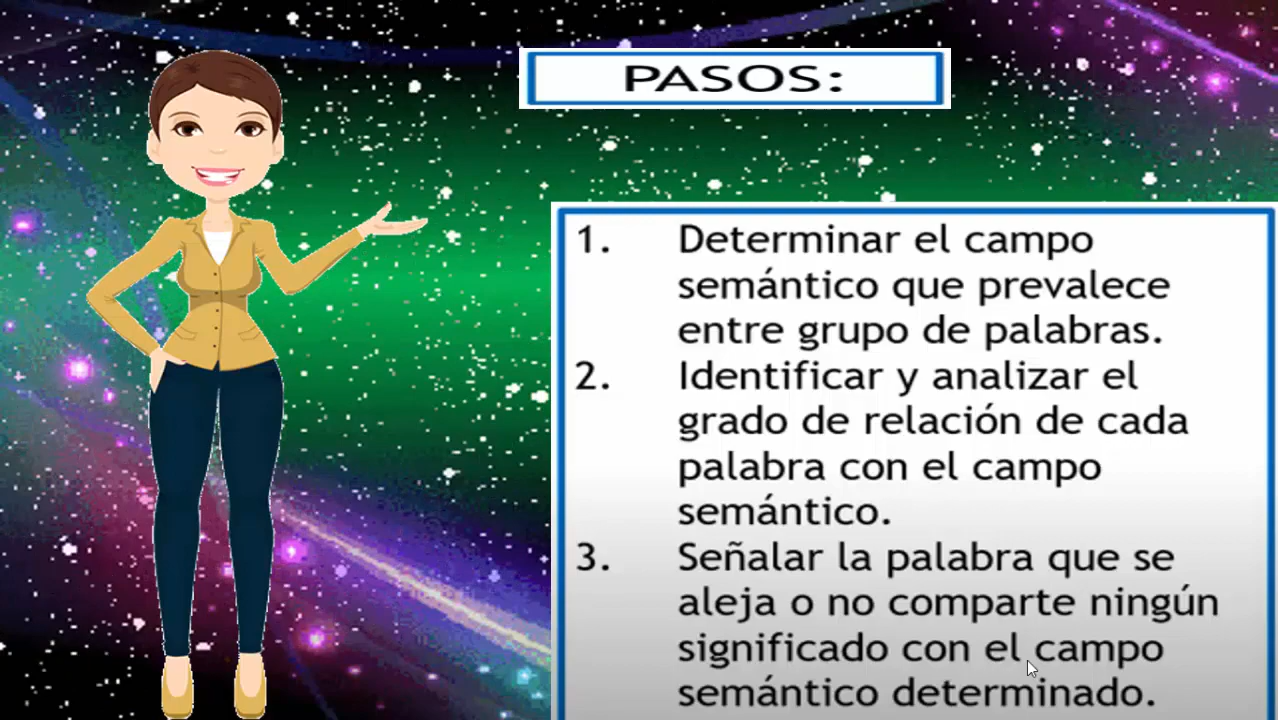 PASOS:
1. Determinar el campo
semántico que prevalece
entre grupo de palabras.
2. Identificar y analizar el
grado de relación de cada
palabra con el campo
semántico.
3. Señalar la palabra que se
aleja o no comparte ningún
significado con el campo
semántico determinado.